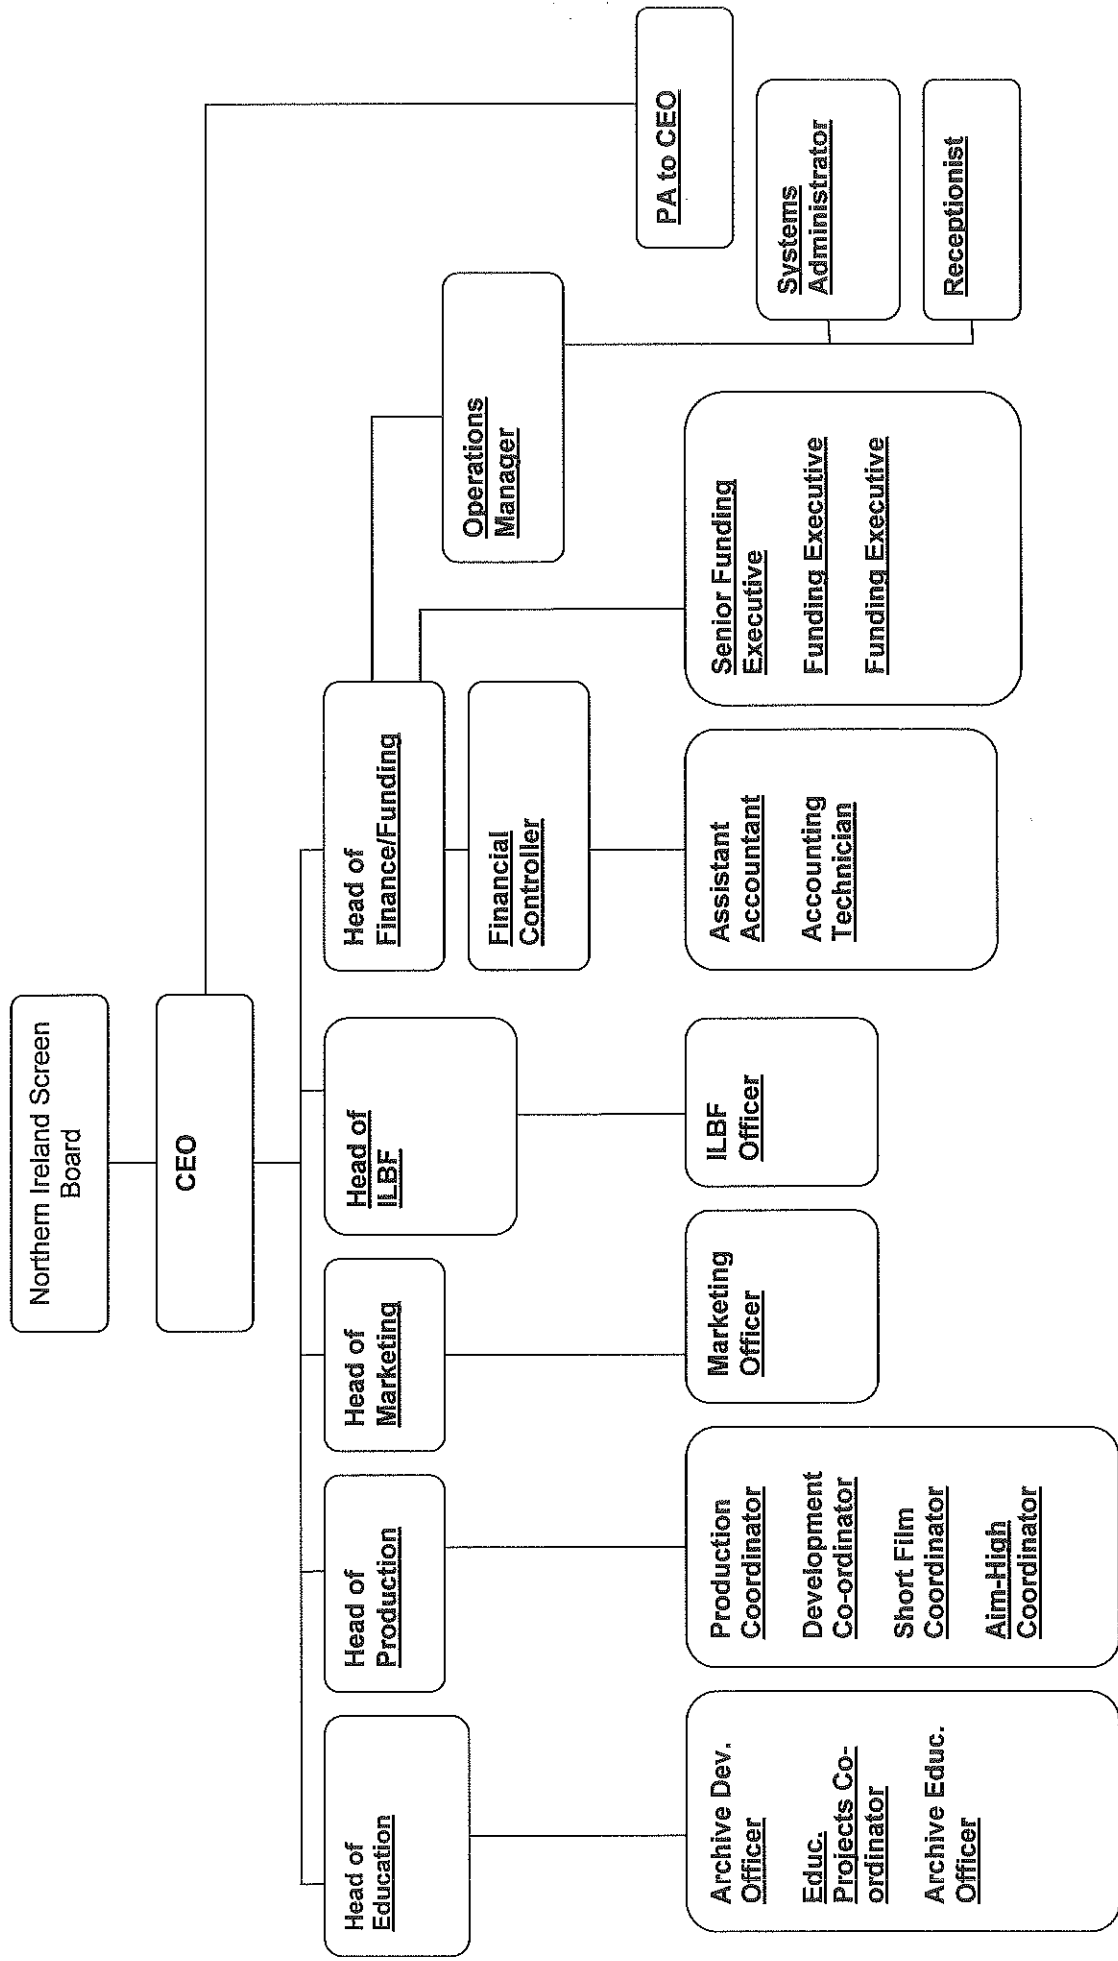 Northern Ireland Screen
Board
CEO
Head of
Education
Head of
Production
Head of
Marketing
Head of
ILBF
Head of
Finance/Funding
Financial
Controller
Operations
Manager
PA to CEO
Systems
Administrator
Receptionist
Archive Dev.
Officer
Educ.
Projects Co-
ordinator
Archive Educ.
Officer
Production
Coordinator
Development
Co-ordinator
Short Film
Coordinator
Aim-High
Coordinator
Marketing
Officer
ILBF
Officer
Assistant
Accountant
Accounting
Technician
Senior Funding
Executive
Funding Executive
Funding Executive